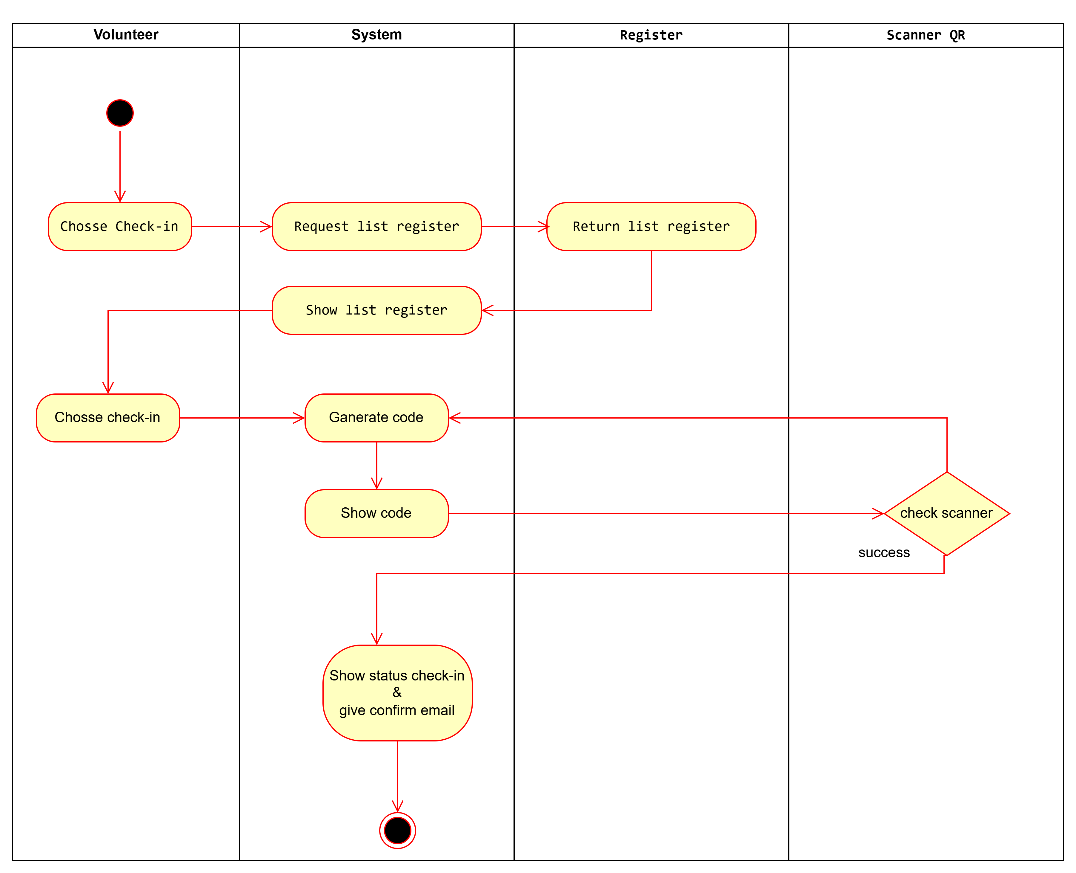 Volunteer
System
Register
Scanner QR
Chosse Check-in
Request list register
Return list register
Show list register
Chosse check-in
Ganerate code
Show code
check scanner
success
Show status check-in
&
give confirm email